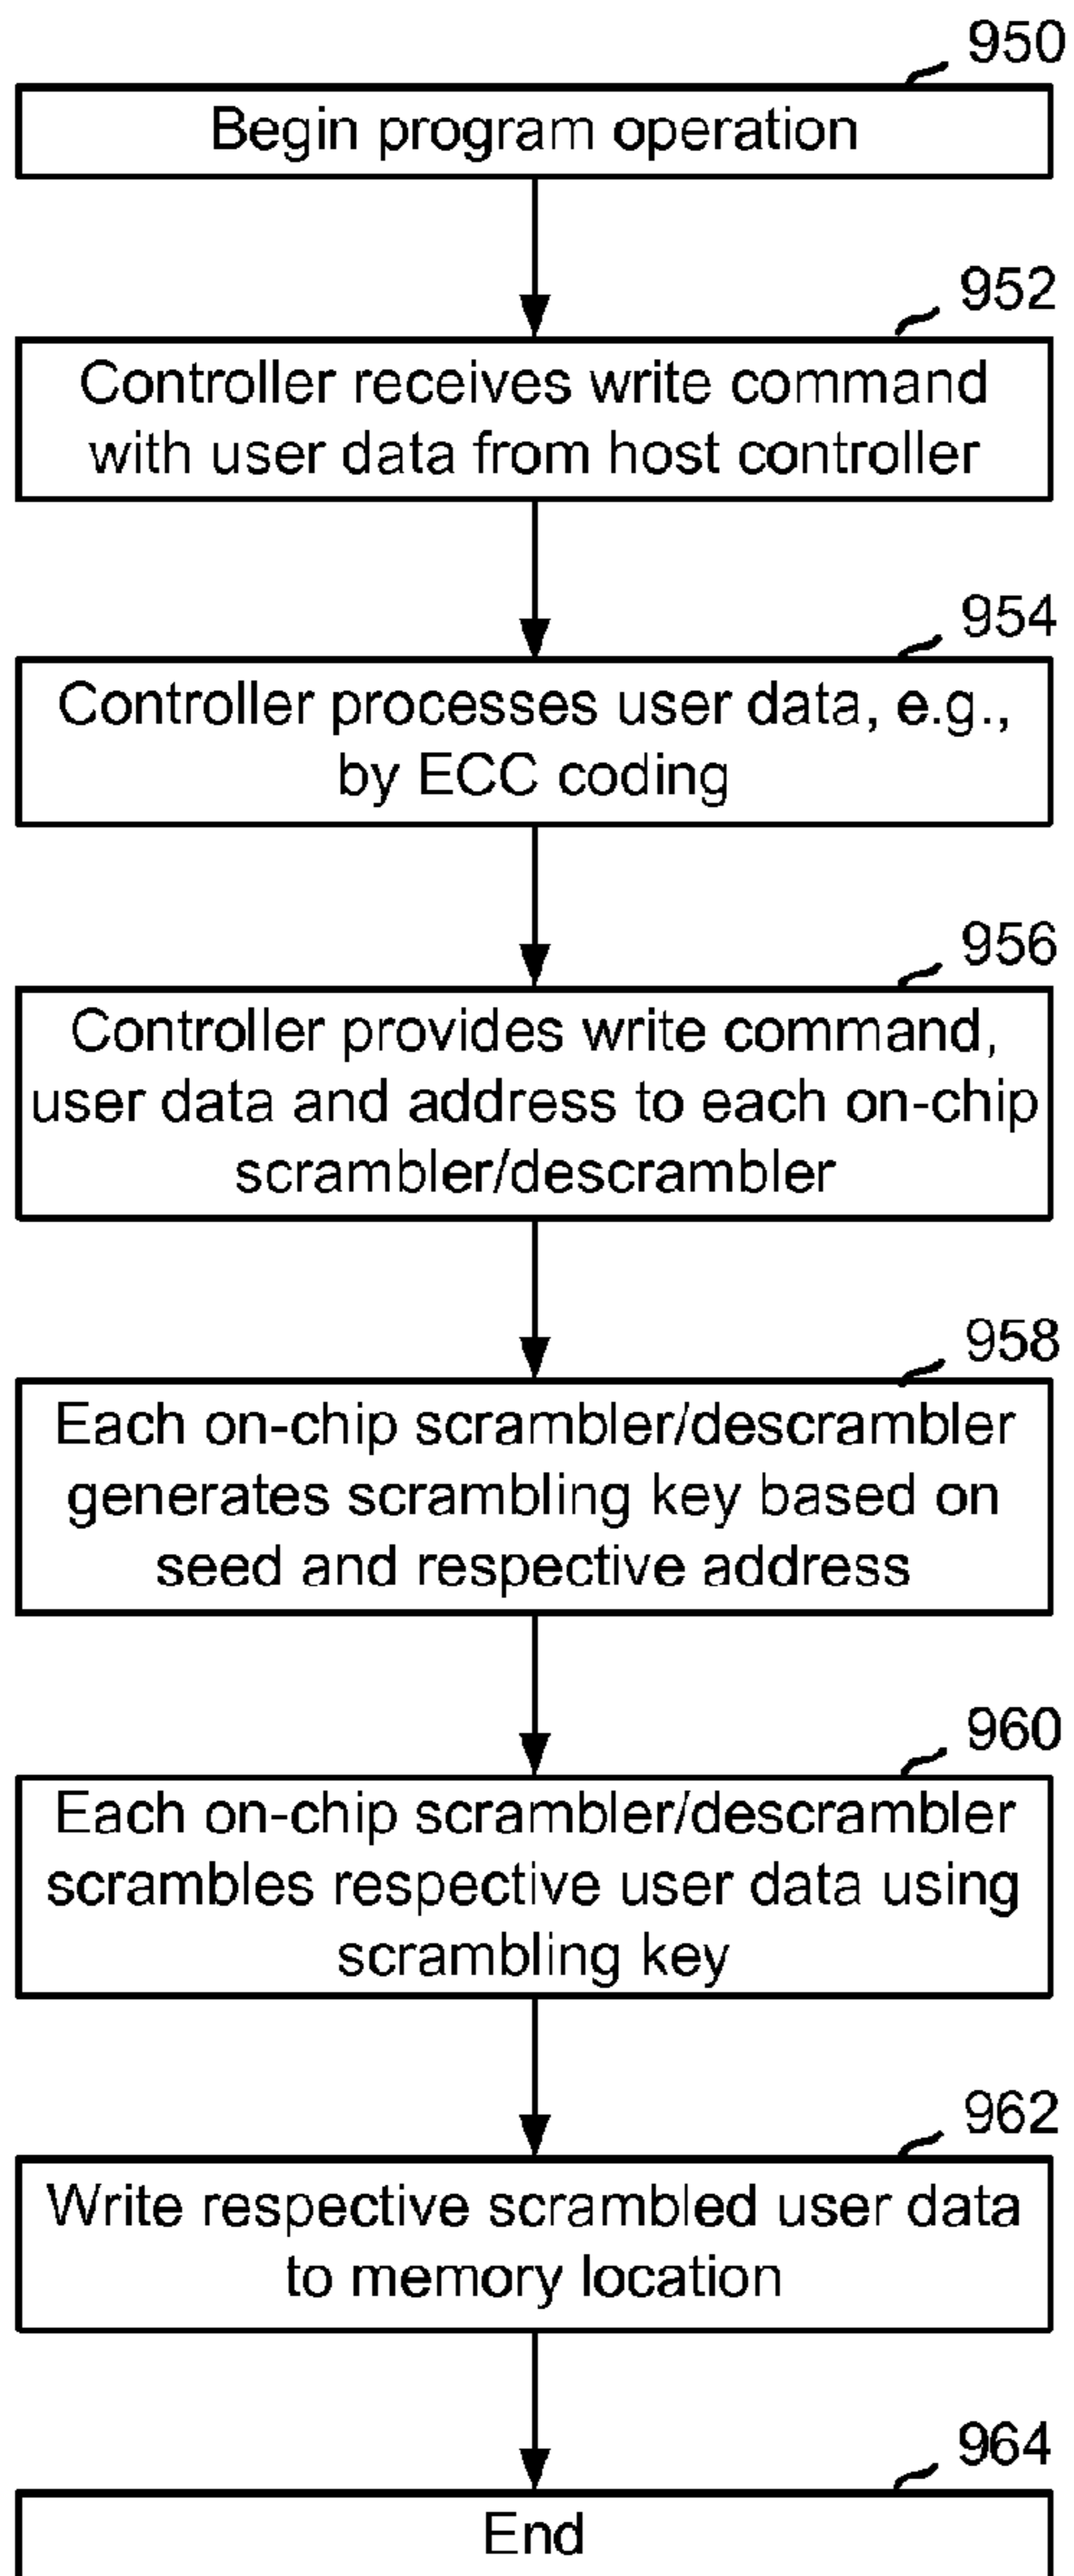 950
Begin program operation
952
Controller receives write command
with user data from host controller
954
Controller processes user data, e.g.,
by ECC coding
956
Controller provides write command,
user data and address to each on-chip
scrambler/descrambler
958
Each on-chip scrambler/descrambler
generates scrambling key based on
seed and respective address
960
Each on-chip scrambler/descrambler
scrambles respective user data using
scrambling key
962
Write respective scrambled user data
to memory location
964
End